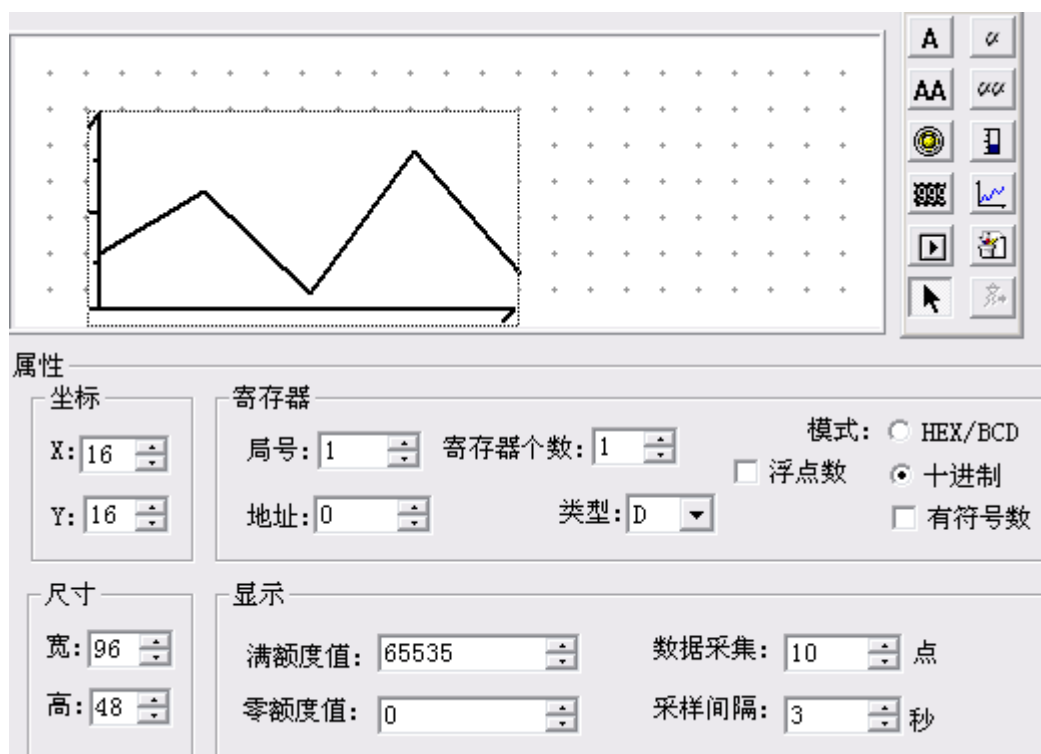 A α
AA αα
属性
坐标
X: 16
Y: 16
寄存器
局号: 1 寄存器个数: 1
模式: HEX/BCD
浮点数 十进制
地址: 0 类型: D
有符号数
尺寸
宽: 96
高: 48
显示
满额度值: 65535 数据采集: 10 点
零额度值: 0 采样间隔: 3 秒